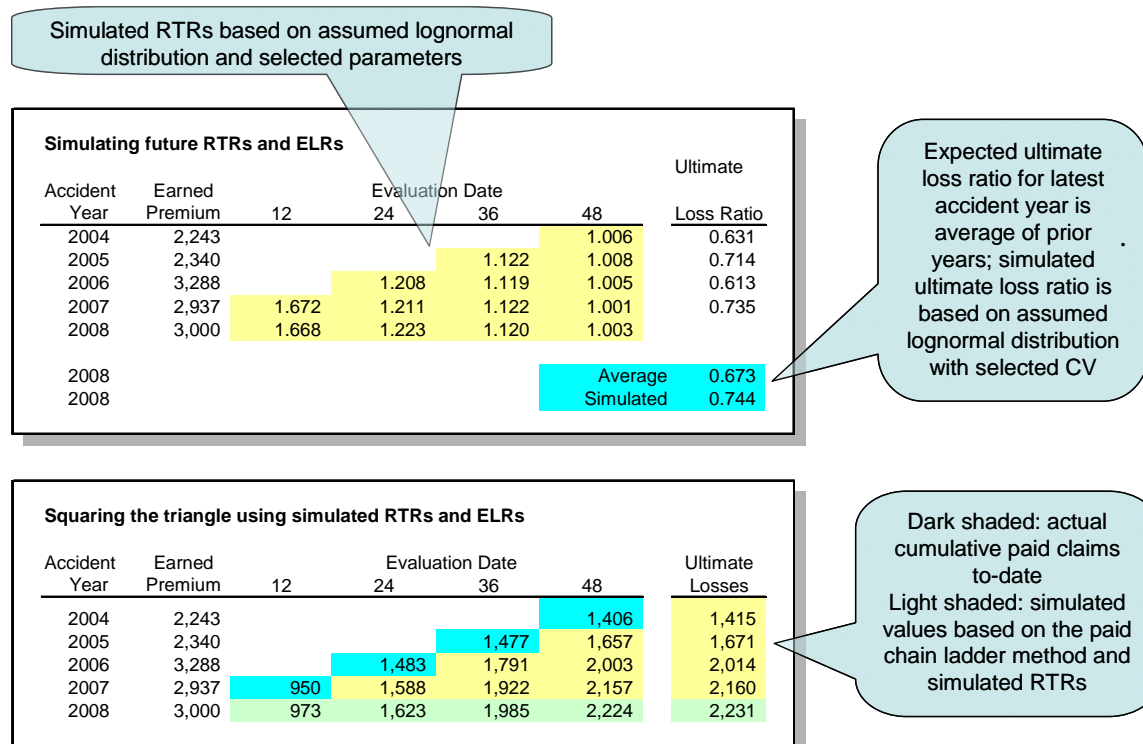 Simulated RTRs based on assumed lognormal
distribution and selected parameters
Simulating future RTRs and ELRs
Ultimate
Accident Earned Evaluation Date
Year Premium 12 24 36 48 Loss Ratio
2004 2,243 1.006 0.631
2005 2,340 1.122 1.008 0.714
2006 3,288 1.208 1.119 1.005 0.613
2007 2,937 1.672 1.211 1.122 1.001 0.735
2008 3,000 1.668 1.223 1.120 1.003
2008 Average 0.673
2008 Simulated 0.744
Expected ultimate
loss ratio for latest
accident year is
average of prior
years; simulated
ultimate loss ratio is
based on assumed
lognormal distribution
with selected CV
.
Squaring the triangle using simulated RTRs and ELRs
Accident Earned Evaluation Date Ultimate
Year Premium 12 24 36 48 Losses
2004 2,243 1,406 1,415
2005 2,340 1,477 1,657 1,671
2006 3,288 1,483 1,791 2,003 2,014
2007 2,937 950 1,588 1,922 2,157 2,160
2008 3,000 973 1,623 1,985 2,224 2,231
Dark shaded: actual
cumulative paid claims
to-date
Light shaded: simulated
values based on the paid
chain ladder method and
simulated RTRs